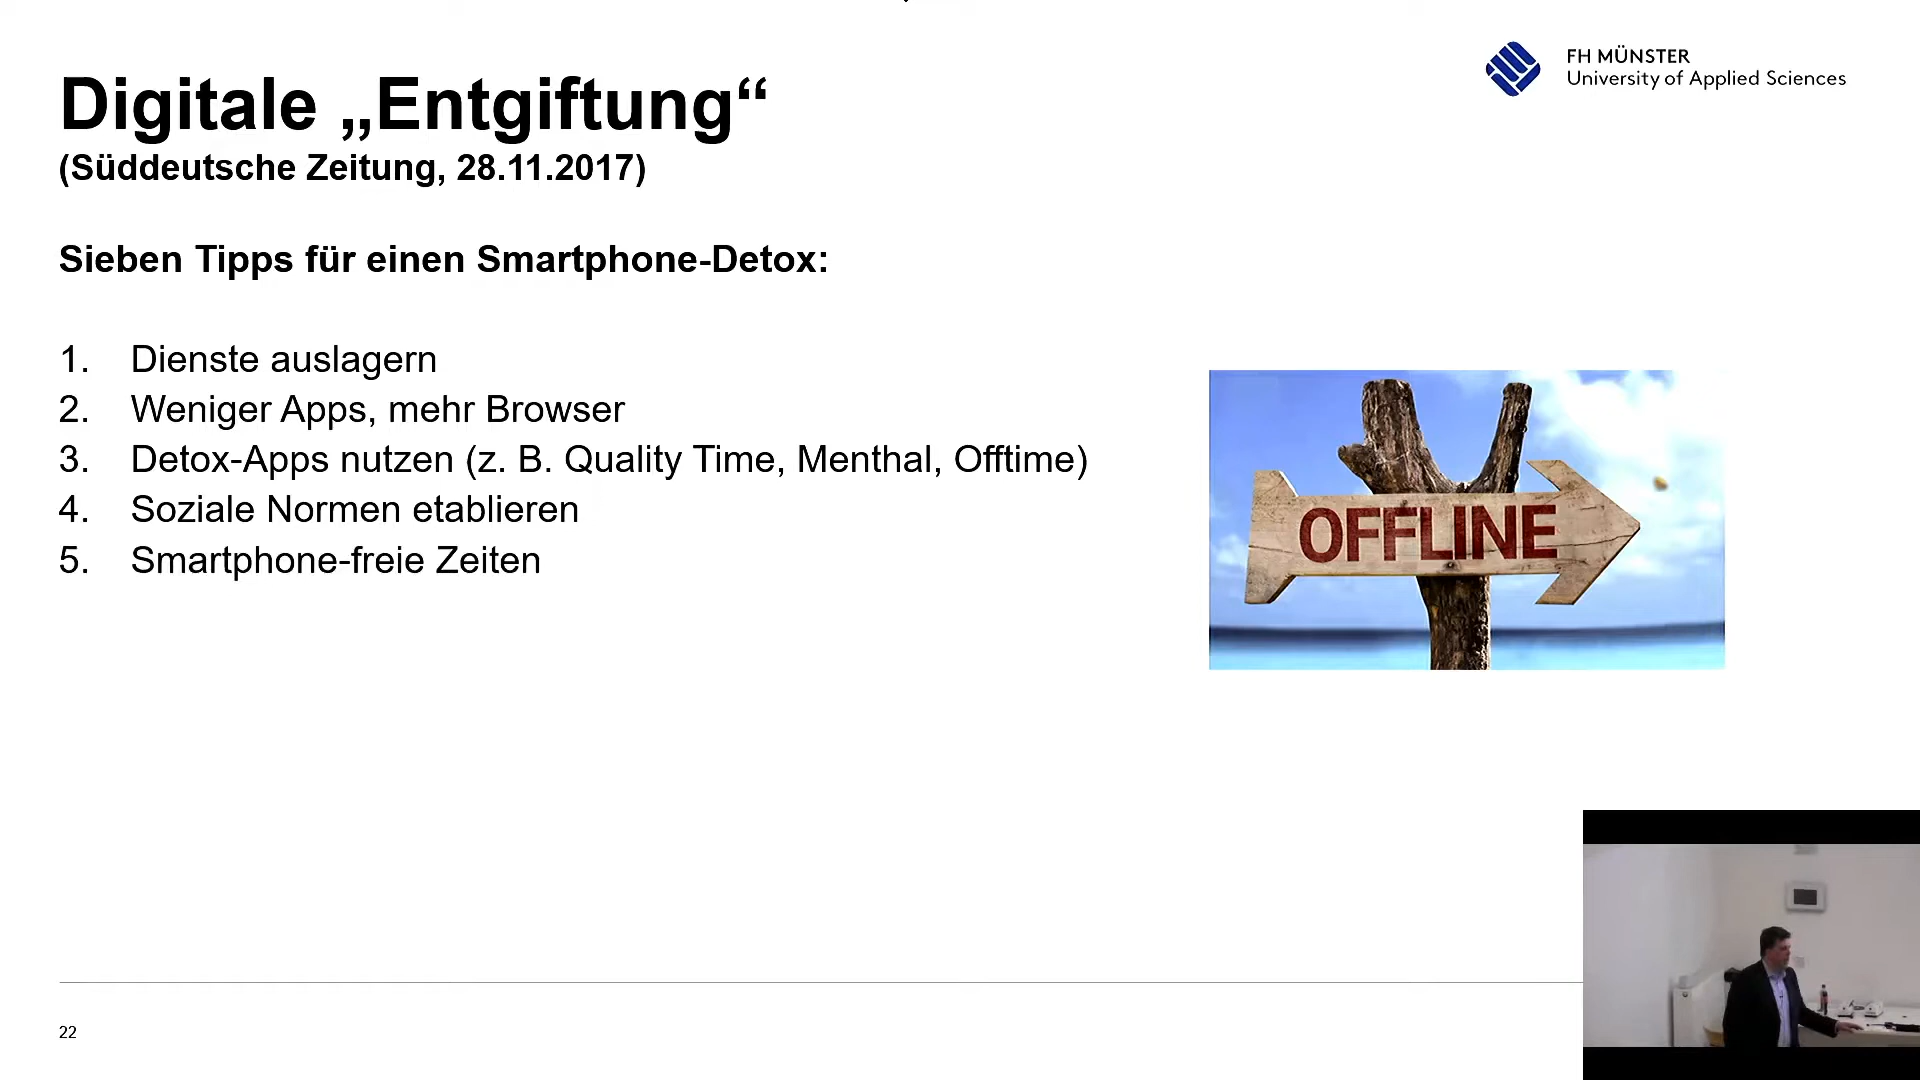 FH MÜNSTER
University of Applied Sciences
Digitale „Entgiftung“
(Süddeutsche Zeitung, 28.11.2017)
Sieben Tipps für einen Smartphone-Detox:
1. Dienste auslagern
2. Weniger Apps, mehr Browser
3. Detox-Apps nutzen (z. B. Quality Time, Menthal, Offtime)
4. Soziale Normen etablieren
5. Smartphone-freie Zeiten
OFFLINE
22